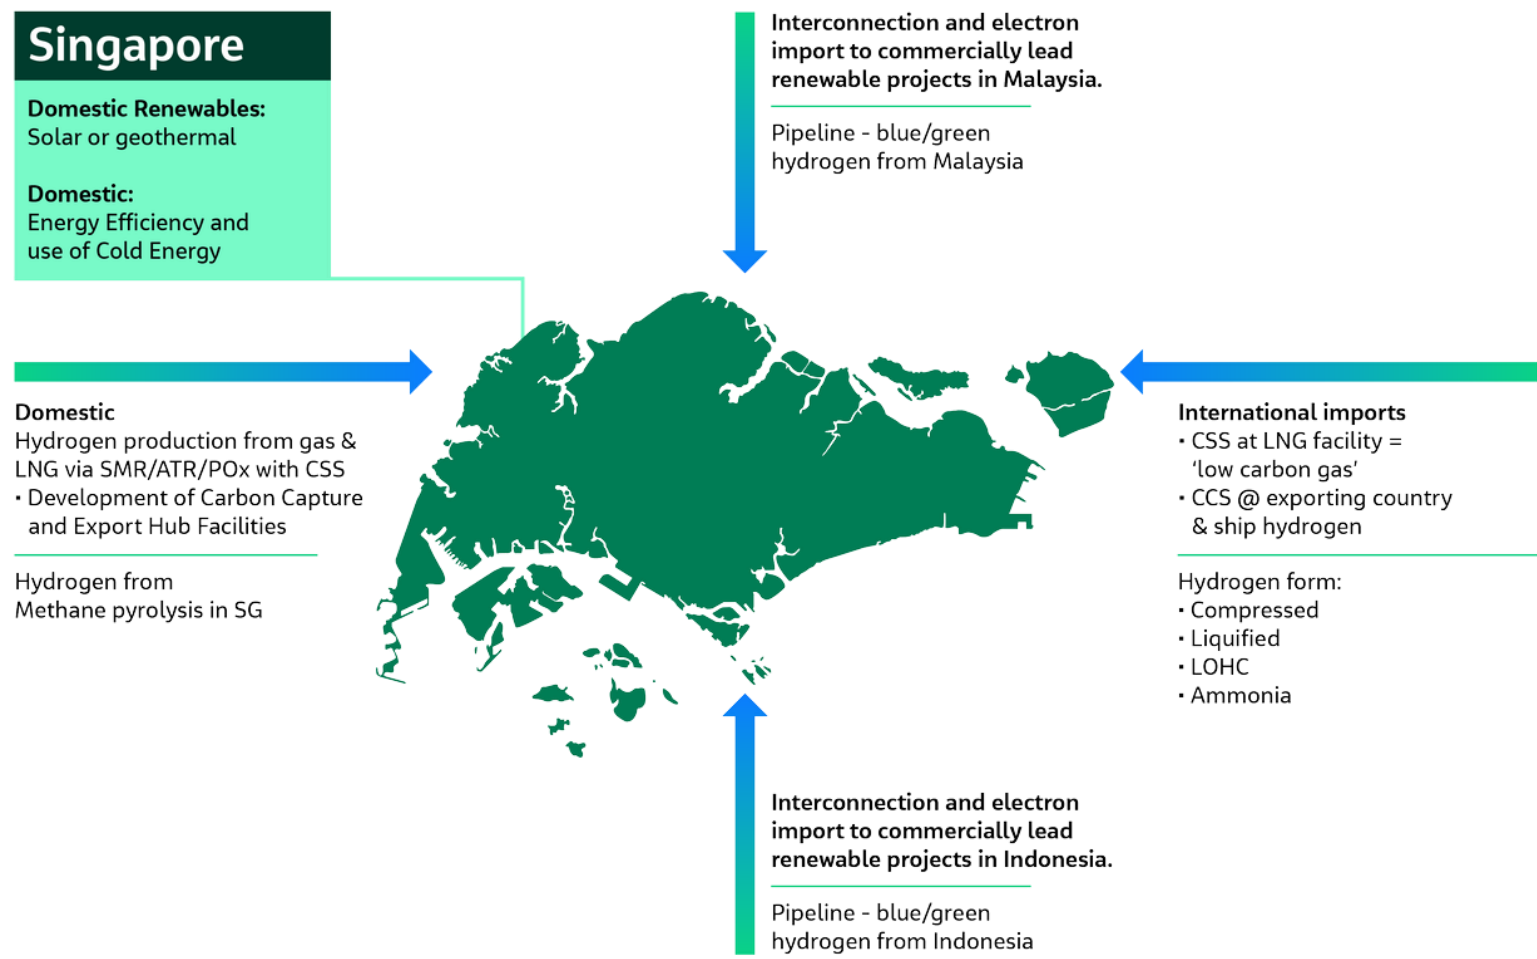 Singapore
Domestic Renewables:
Solar or geothermal
Domestic:
Energy Efficiency and
use of Cold Energy
Interconnection and electron
import to commercially lead
renewable projects in Malaysia.
Pipeline - blue/green
hydrogen from Malaysia
Domestic
Hydrogen production from gas &
LNG via SMR/ATR/POx with CSS
· Development of Carbon Capture
and Export Hub Facilities
Hydrogen from
Methane pyrolysis in SG
International imports
· CSS at LNG facility =
‘low carbon gas’
· CCS @ exporting country
& ship hydrogen
Hydrogen form:
· Compressed
· Liquified
· LOHC
· Ammonia
Interconnection and electron
import to commercially lead
renewable projects in Indonesia.
Pipeline - blue/green
hydrogen from Indonesia